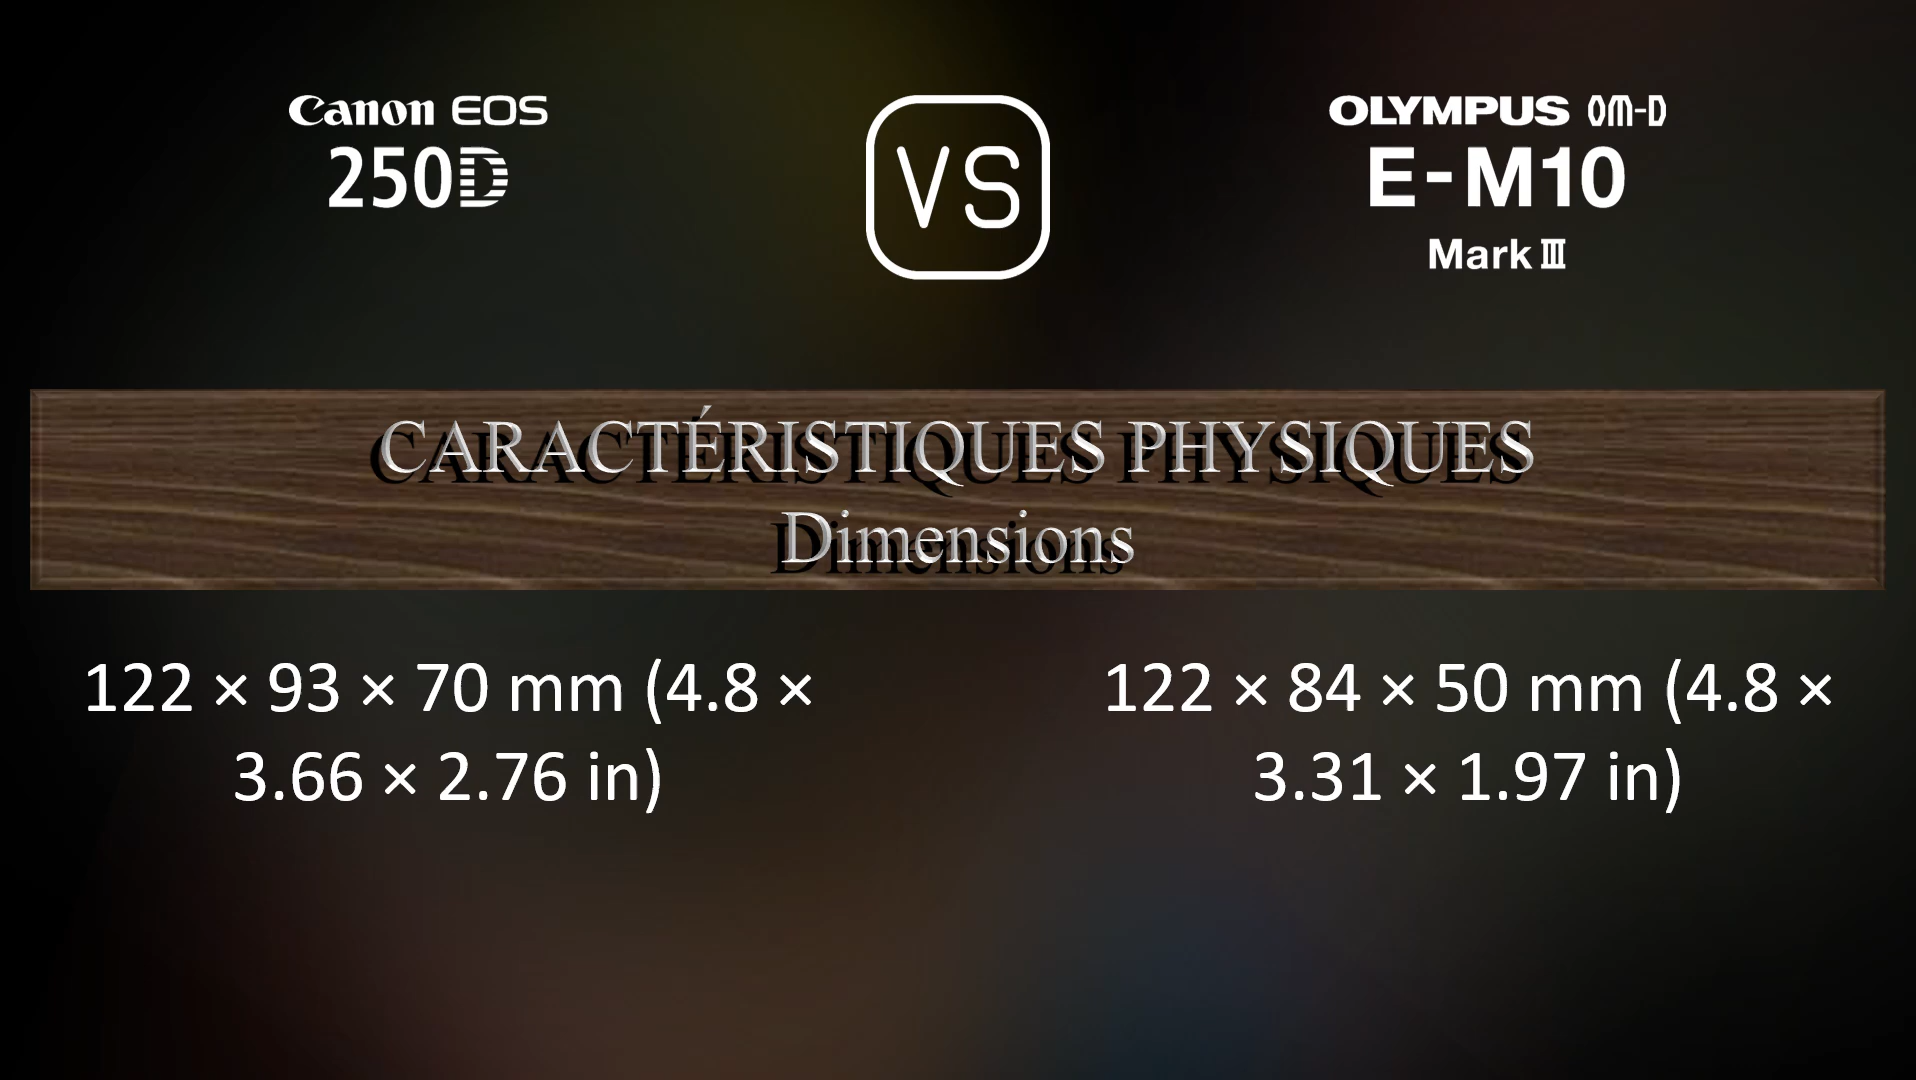 Canon EOS
250D
VS
OLYMPUS OM-D
E-M10
Mark III
CARACTÉRISTIQUES PHYSIQUES
Dimensions
122 × 93 × 70 mm (4.8 ×
3.66 × 2.76 in)
122 × 84 × 50 mm (4.8 ×
3.31 × 1.97 in)